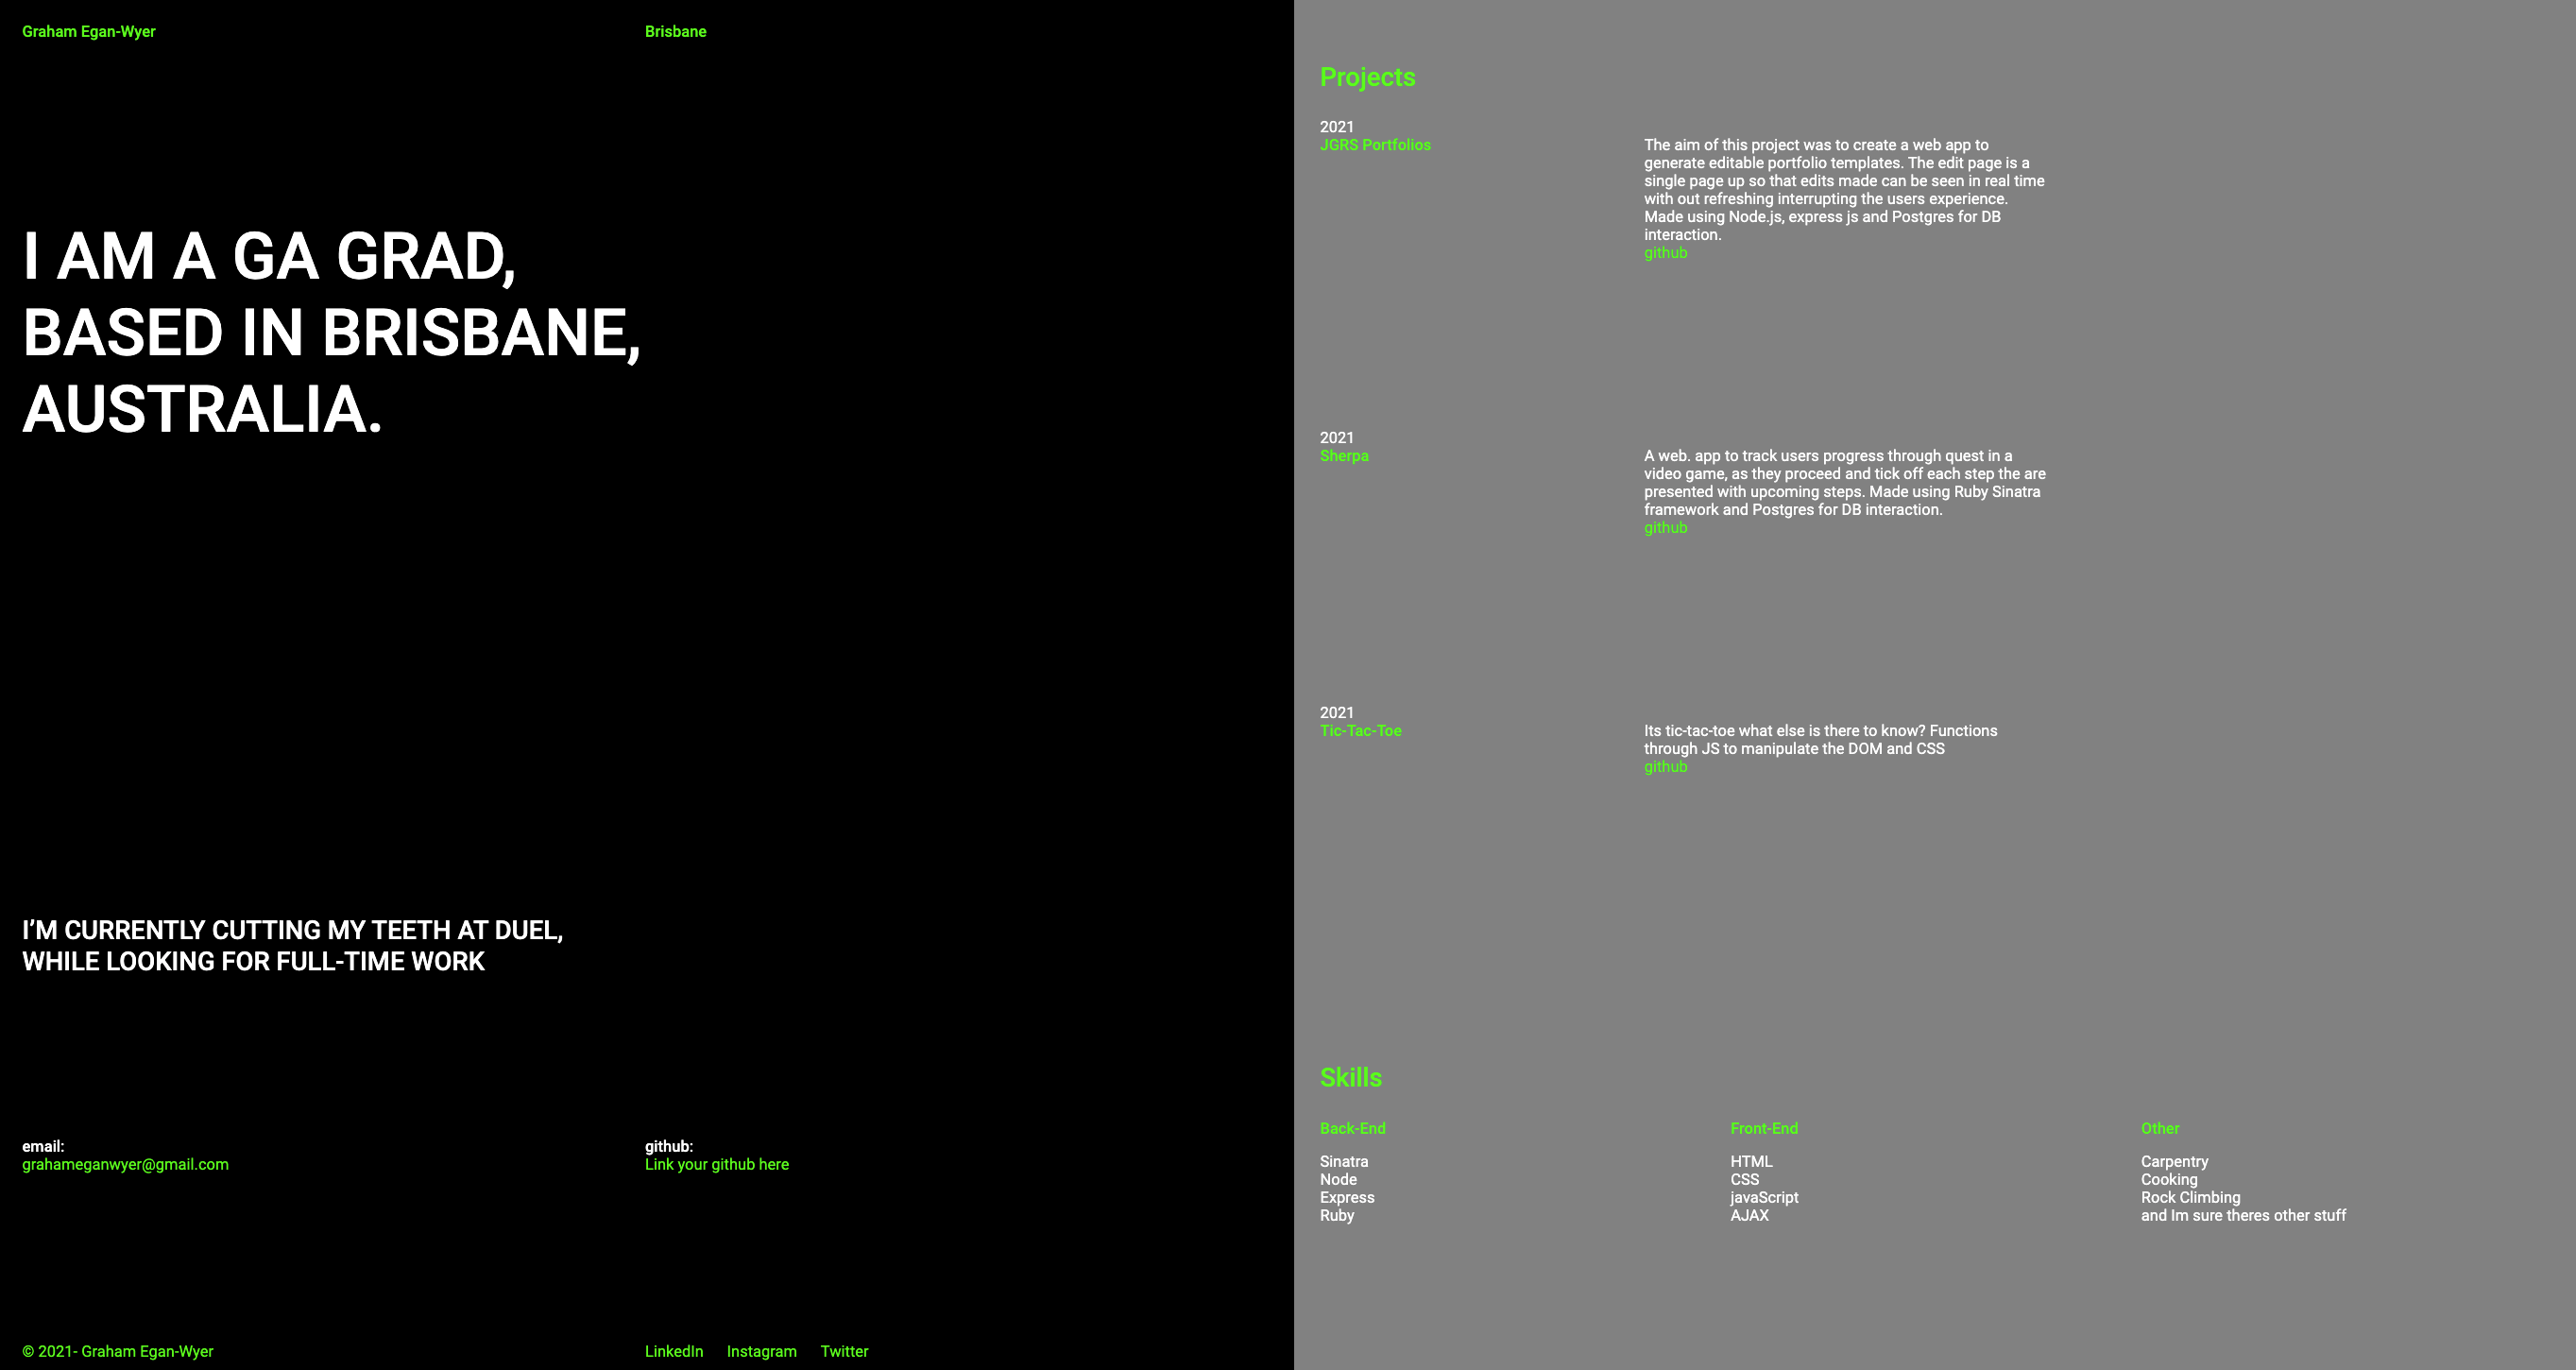 Graham Egan-Wyer
Brisbane
I AM A GA GRAD,
BASED IN BRISBANE,
AUSTRALIA.
I’M CURRENTLY CUTTING MY TEETH AT DUEL,
WHILE LOOKING FOR FULL-TIME WORK
email:
grahameganwyer@gmail.com
github:
Link your github here
© 2021- Graham Egan-Wyer
LinkedIn Instagram Twitter
Projects
2021
JGRS Portfolios
The aim of this project was to create a web app to
generate editable portfolio templates. The edit page is a
single page up so that edits made can be seen in real time
with out refreshing interrupting the users experience.
Made using Node.js, express js and Postgres for DB
interaction.
github
2021
Sherpa
A web. app to track users progress through quest in a
video game, as they proceed and tick off each step the are
presented with upcoming steps. Made using Ruby Sinatra
framework and Postgres for DB interaction.
github
2021
Tic-Tac-Toe
Its tic-tac-toe what else is there to know? Functions
through JS to manipulate the DOM and CSS
github
Skills
Back-End
Sinatra
Node
Express
Ruby
Front-End
HTML
CSS
javaScript
AJAX
Other
Carpentry
Cooking
Rock Climbing
and Im sure theres other stuff